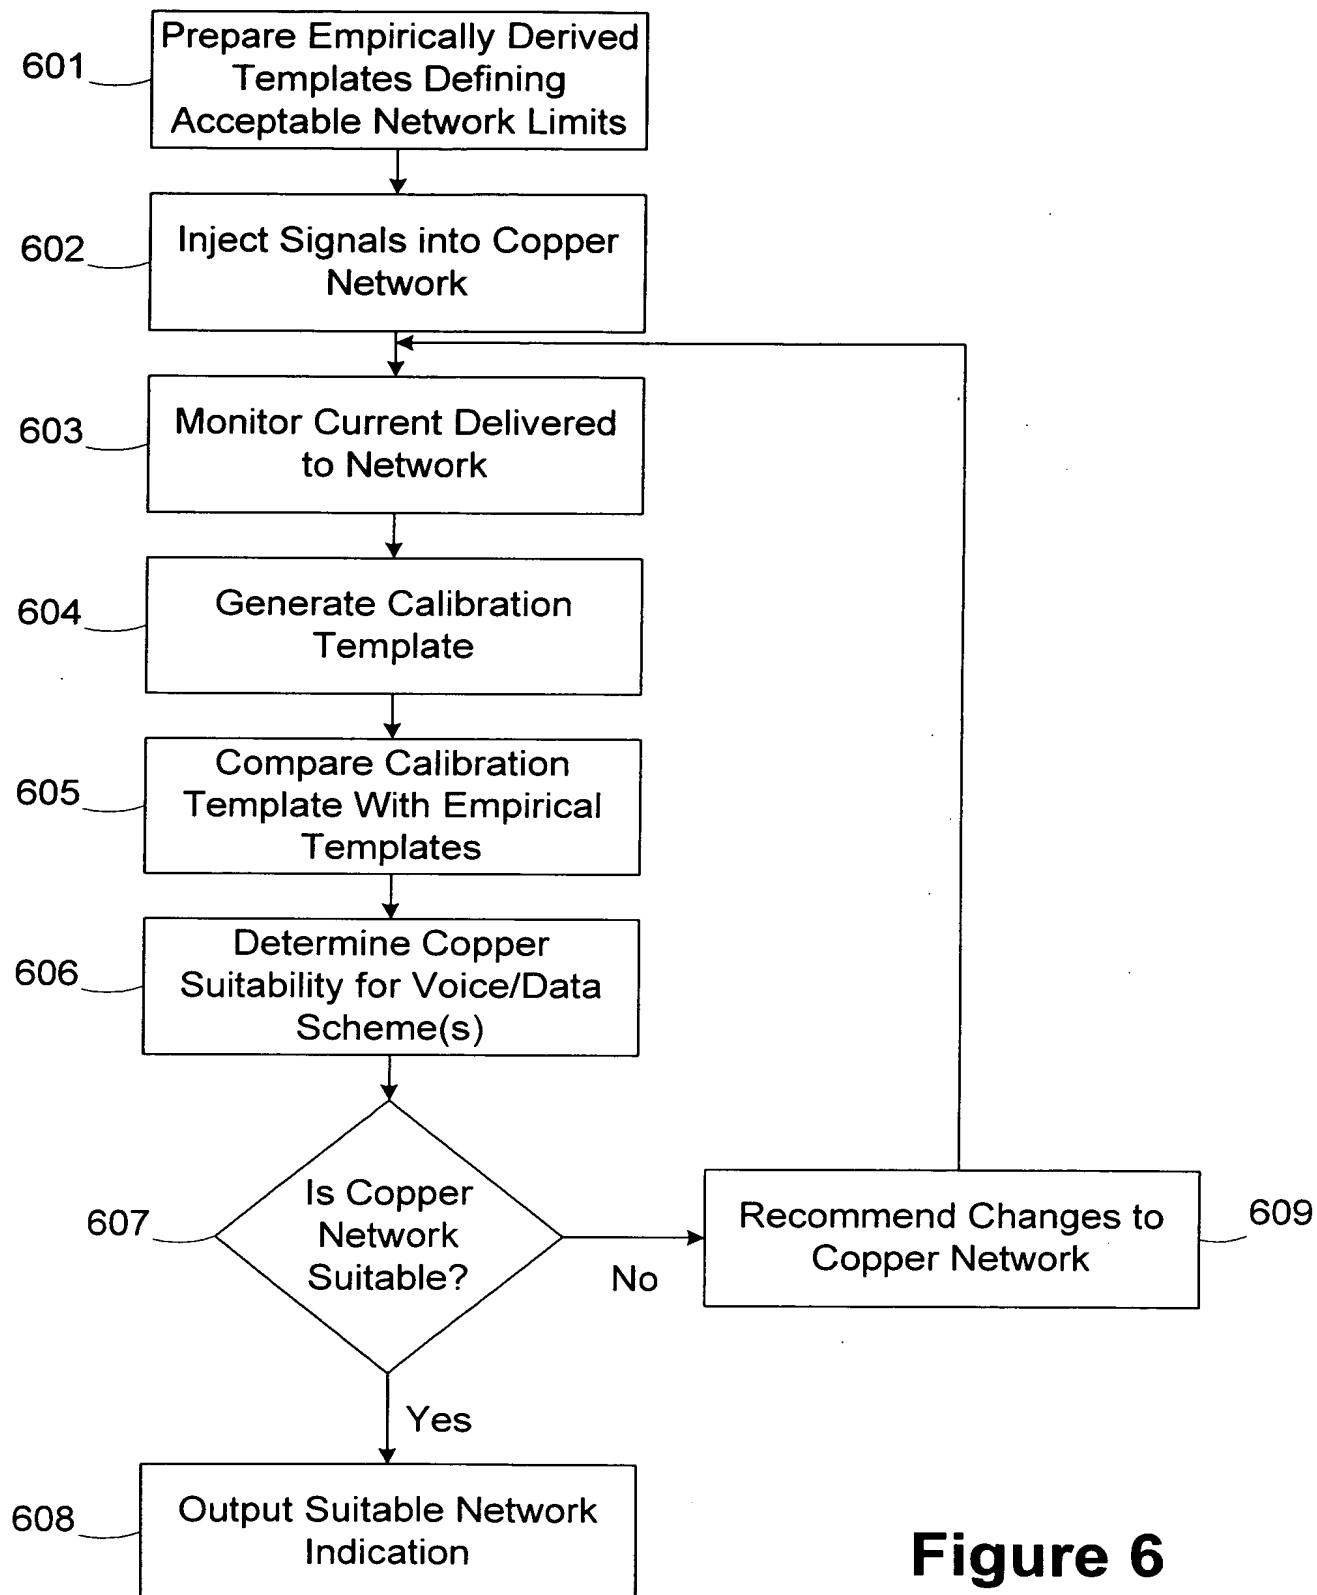 601
Prepare Empirically Derived
Templates Defining
Acceptable Network Limits
602
Inject Signals into Copper
Network
603
Monitor Current Delivered
to Network
604
Generate Calibration
Template
605
Compare Calibration
Template With Empirical
Templates
606
Determine Copper
Suitability for Voice/Data
Scheme(s)
607
Is Copper
Network
Suitable?
No
609
Recommend Changes to
Copper Network
Yes
608
Output Suitable Network
Indication
Figure 6